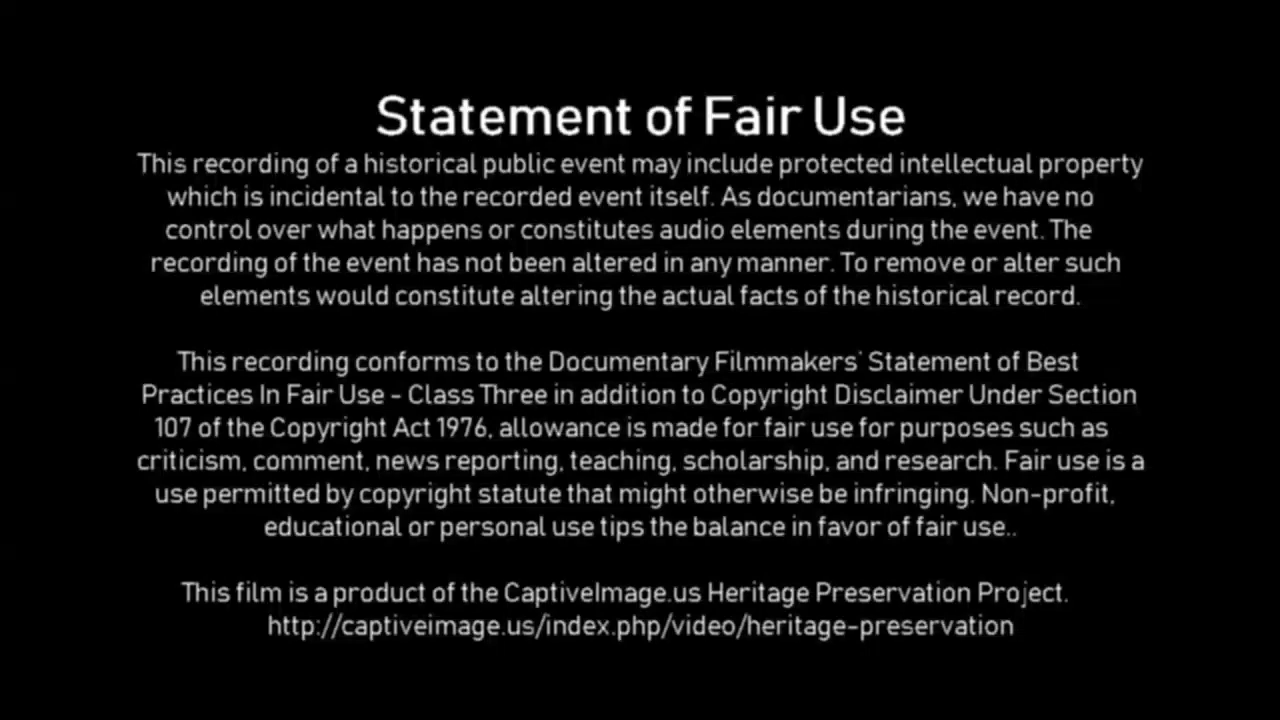 Statement of Fair Use
This recording of a historical public event may include protected intellectual property
which is incidental to the recorded event itself. As documentarians, we have no
control over what happens or constitutes audio elements during the event. The
recording of the event has not been altered in any manner. To remove or alter such
elements would constitute altering the actual facts of the historical record.
This recording conforms to the Documentary Filmmakers' Statement of Best
Practices In Fair Use - Class Three in addition to Copyright Disclaimer Under Section
107 of the Copyright Act 1976, allowance is made for fair use for purposes such as
criticism, comment, news reporting, teaching, scholarship, and research. Fair use is a
use permitted by copyright statute that might otherwise be infringing. Non-profit,
educational or personal use tips the balance in favor of fair use..
This film is a product of the CaptiveImage.us Heritage Preservation Project.
http://captiveimage.us/index.php/video/heritage-preservation